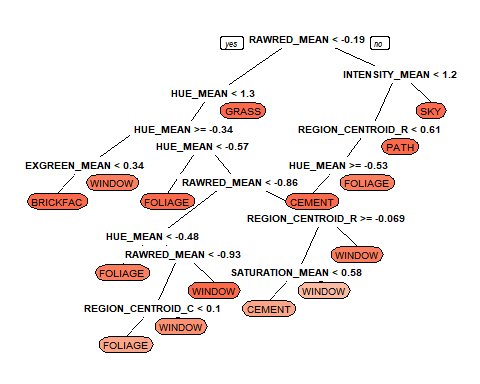 yes RAWRED_MEAN < -0.19 no
INTENSITY_MEAN < 1.2
HUE_MEAN < 1.3
GRASS SKY
HUE_MEAN >= -0.34 REGION_CENTROID_R < 0.61
HUE_MEAN < -0.57 PATH
EXGREEN_MEAN < 0.34 HUE_MEAN >= -0.53
WINDOW RAWRED_MEAN < -0.86 FOLIAGE
BRICKFAC FOLIAGE CEMENT
REGION_CENTROID_R >= -0.069
HUE_MEAN < -0.48
RAWRED_MEAN < -0.93 WINDOW
FOLIAGE SATURATION_MEAN < 0.58
WINDOW WINDOW
REGION_CENTROID_C < 0.1 CEMENT
WINDOW
FOLIAGE